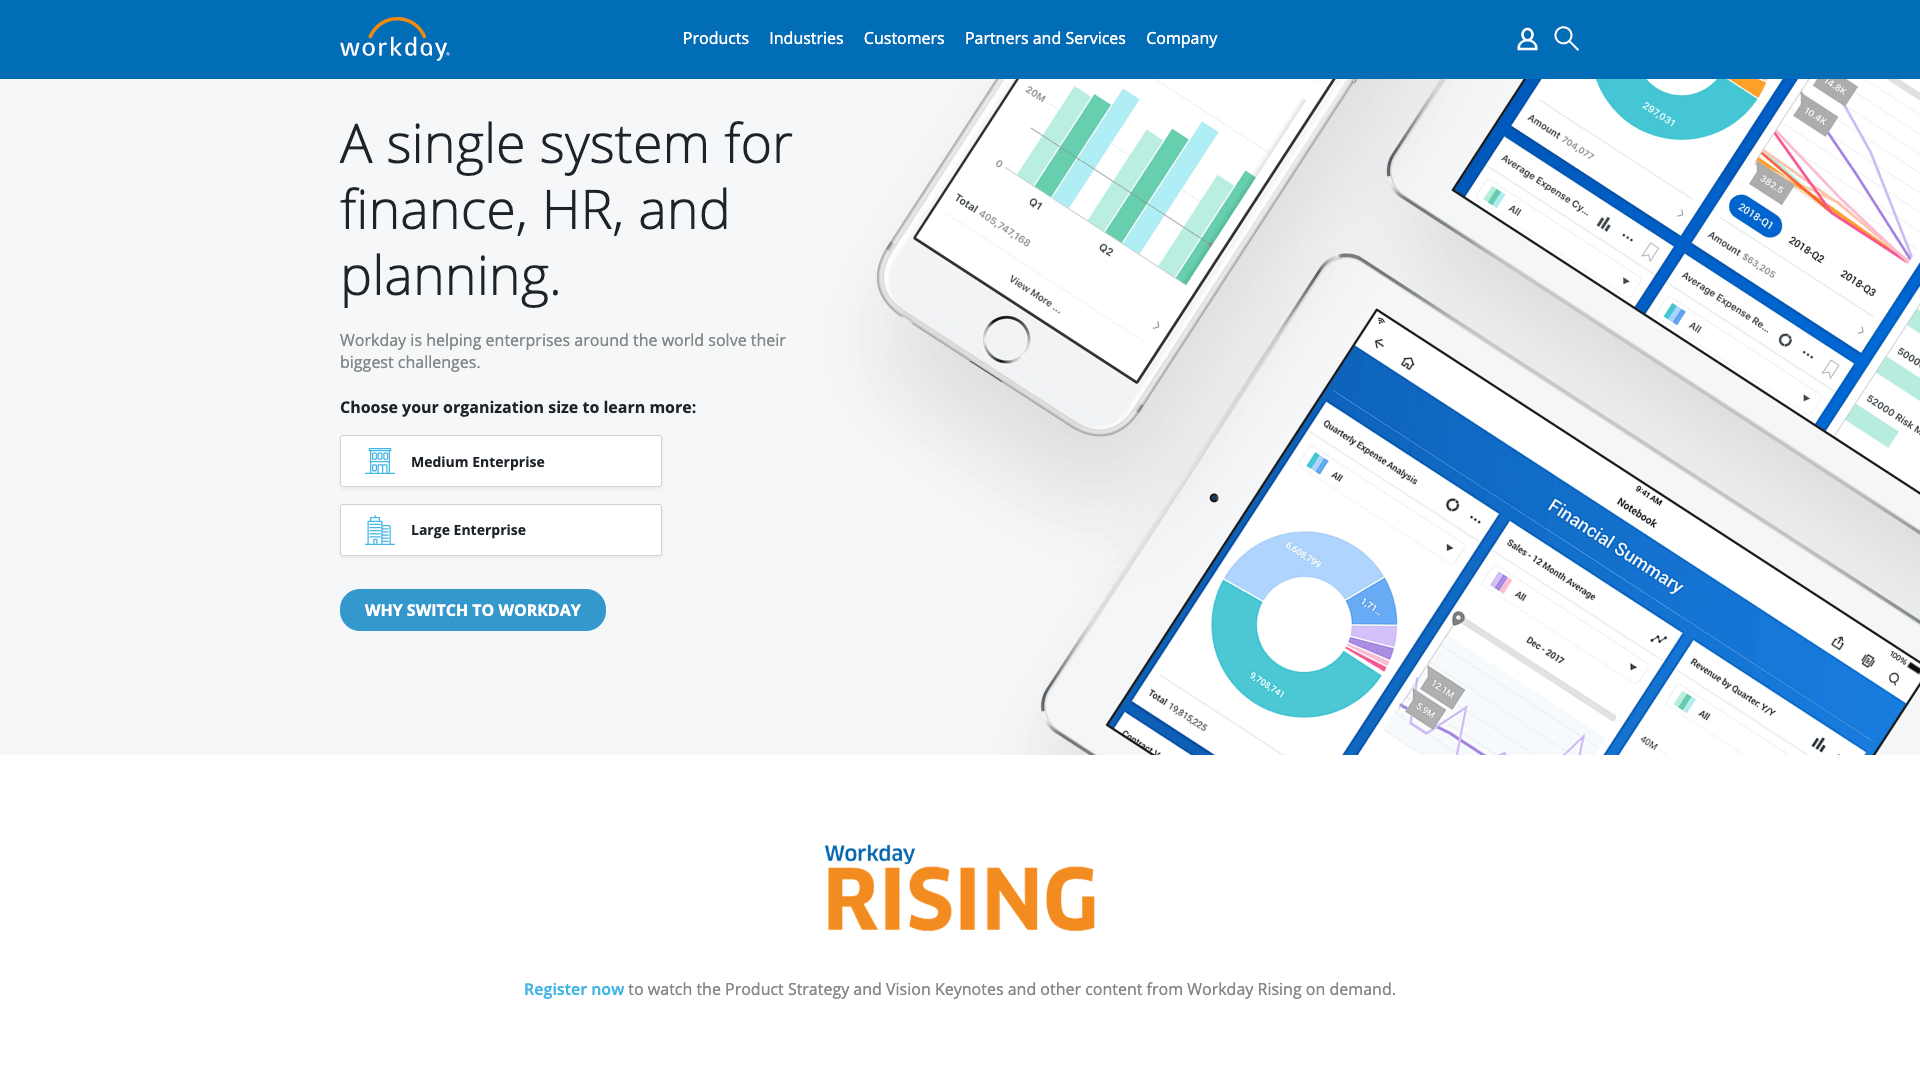 workday
Products
Industries
Customers
Partners and Services
Company
A single system for
finance, HR, and
planning.
Workday is helping enterprises around the world solve their
biggest challenges.
Choose your organization size to learn more:
Medium Enterprise
Large Enterprise
WHY SWITCH TO WORKDAY
20M
0
Q1
Q2
Total 405,747,168
View More ...
297,031
Amount 704,077
Average Expense Cy...
All
14.8K
10.4K
382.5
2018-Q1
2018-Q2
2018-Q3
Amount $63,205
Average Expense Re...
All
52000 Risk M
9:41 AM
Notebook
100%
Financial Summary
Quarterly Expense Analysis
All
6,608,799
1,71...
9,708,741
Total 19,815,225
Sales - 12 Month Average
All
Dec - 2017
12.1M
5.9M
Revenue by Quarter, Y/Y
All
40M
Workday
RISING
Register now to watch the Product Strategy and Vision Keynotes and other content from Workday Rising on demand.